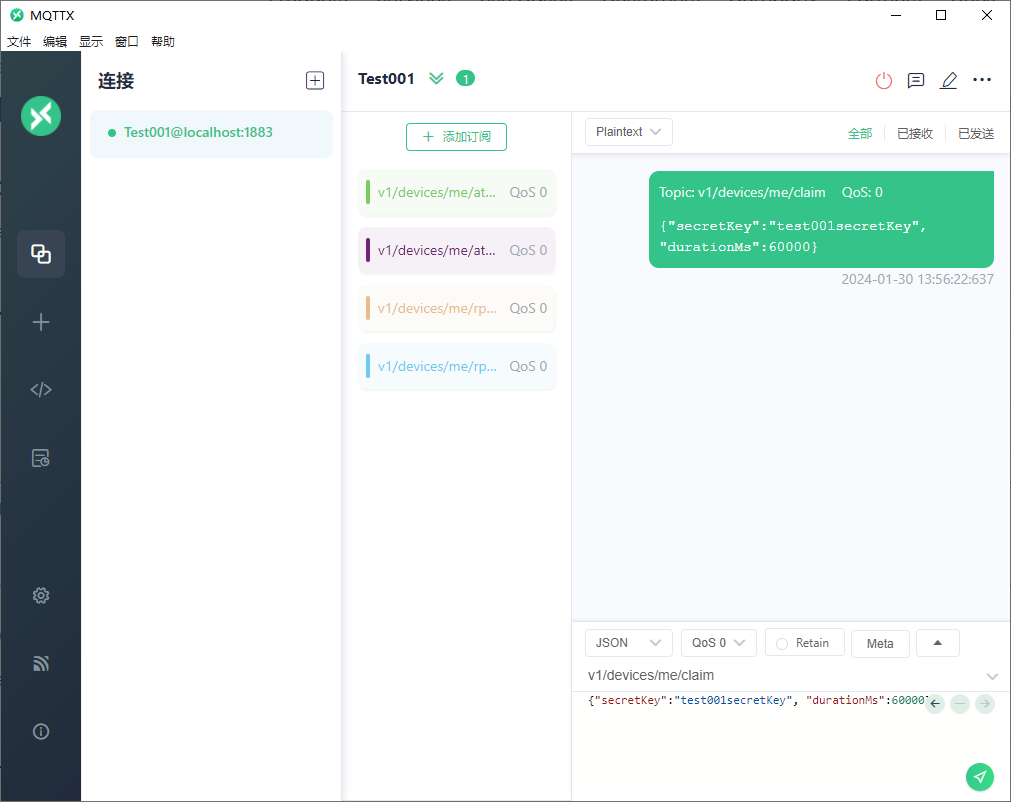 MQTTX
文件 编辑 显示 窗口 帮助
连接
Test001@localhost:1883
Test001 1
添加订阅
v1/devices/me/at... QoS 0
v1/devices/me/at... QoS 0
v1/devices/me/rp... QoS 0
v1/devices/me/rp... QoS 0
Plaintext 全部 已接收 已发送
Topic: v1/devices/me/claim QoS: 0
{"secretKey":"test001secretKey",
"durationMs":60000}
2024-01-30 13:56:22:637
JSON QoS 0 Retain Meta
v1/devices/me/claim
{"secretKey":"test001secretKey", "durationMs":60000}